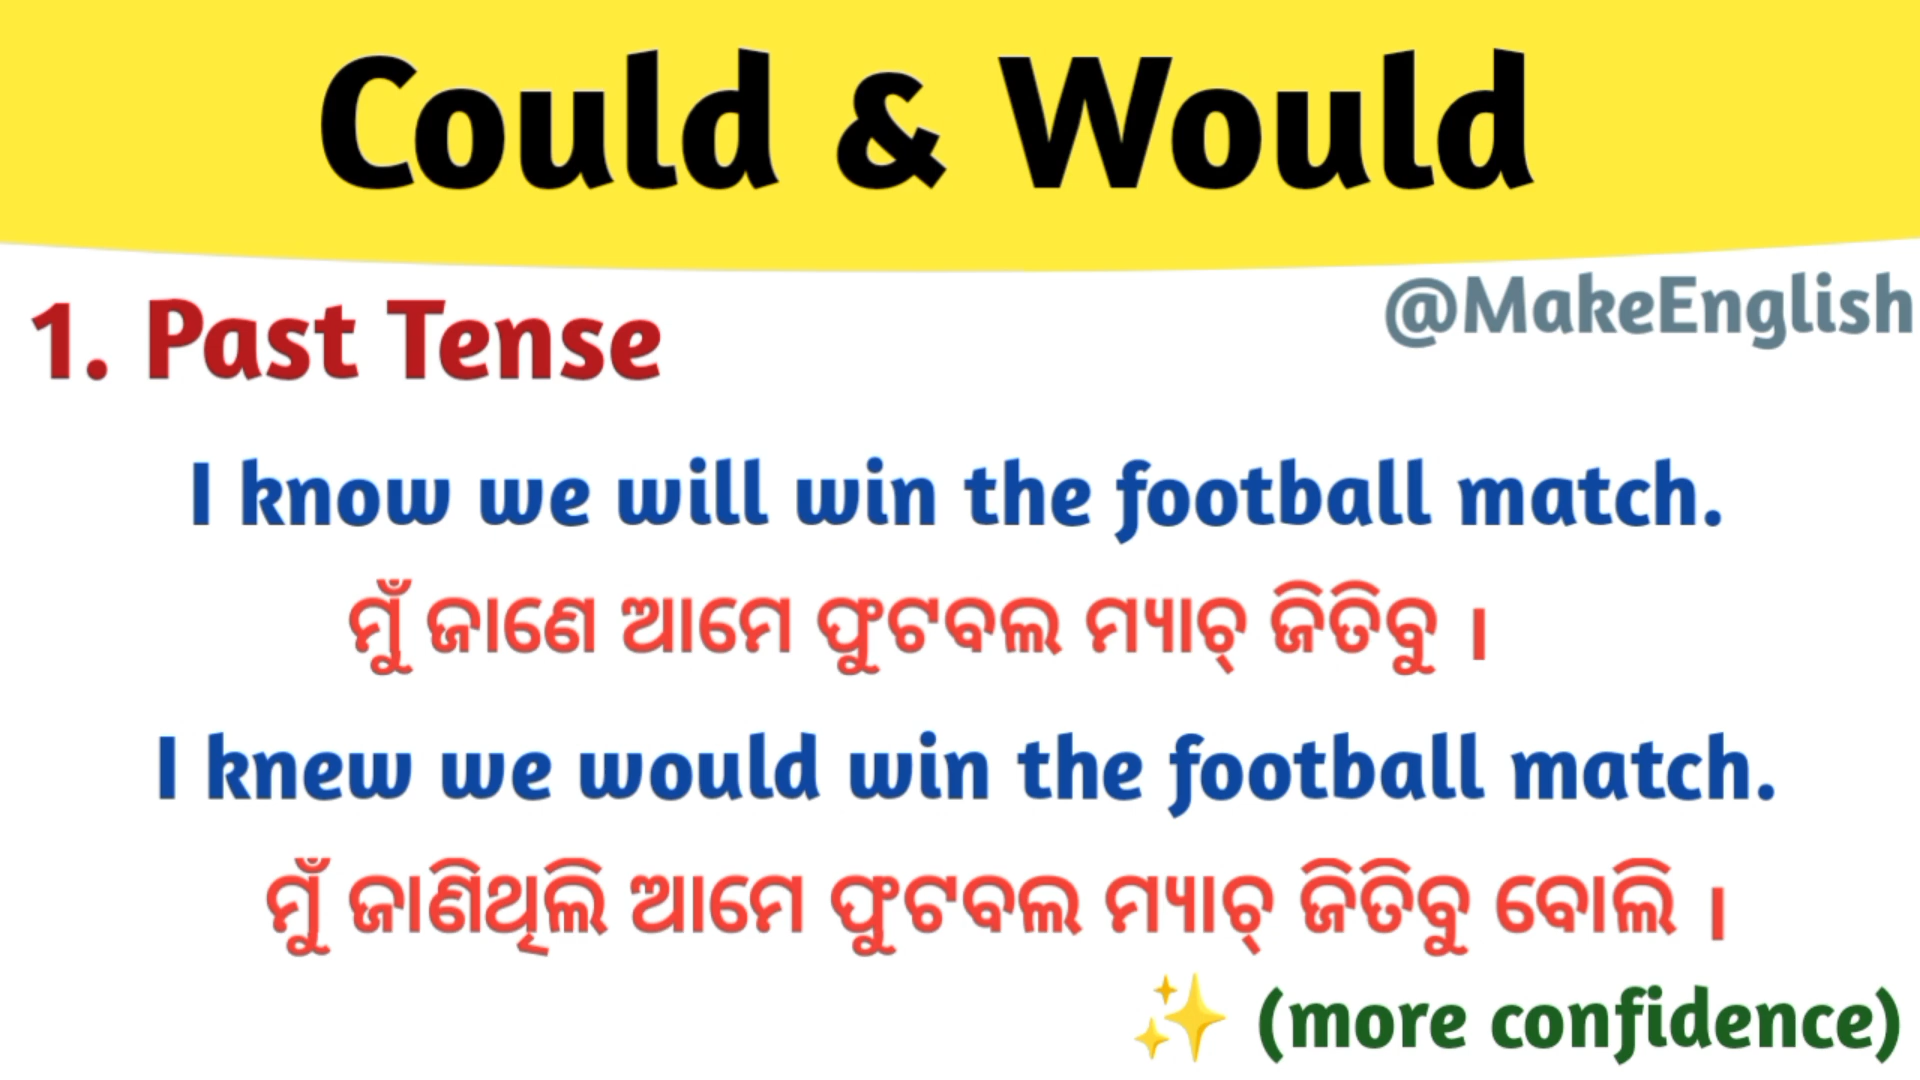 Could & Would
@MakeEnglish
1. Past Tense
I know we will win the football match.
ମୁଁ ଜାଣେ ଆମେ ଫୁଟବଲ ମ୍ୟାଚ୍ ଜିତିବୁ ।
I knew we would win the football match.
ମୁଁ ଜାଣିଥିଲି ଆମେ ଫୁଟବଲ ମ୍ୟାଚ୍ ଜିତିବୁ ବୋଲି ।
✨ (more confidence)